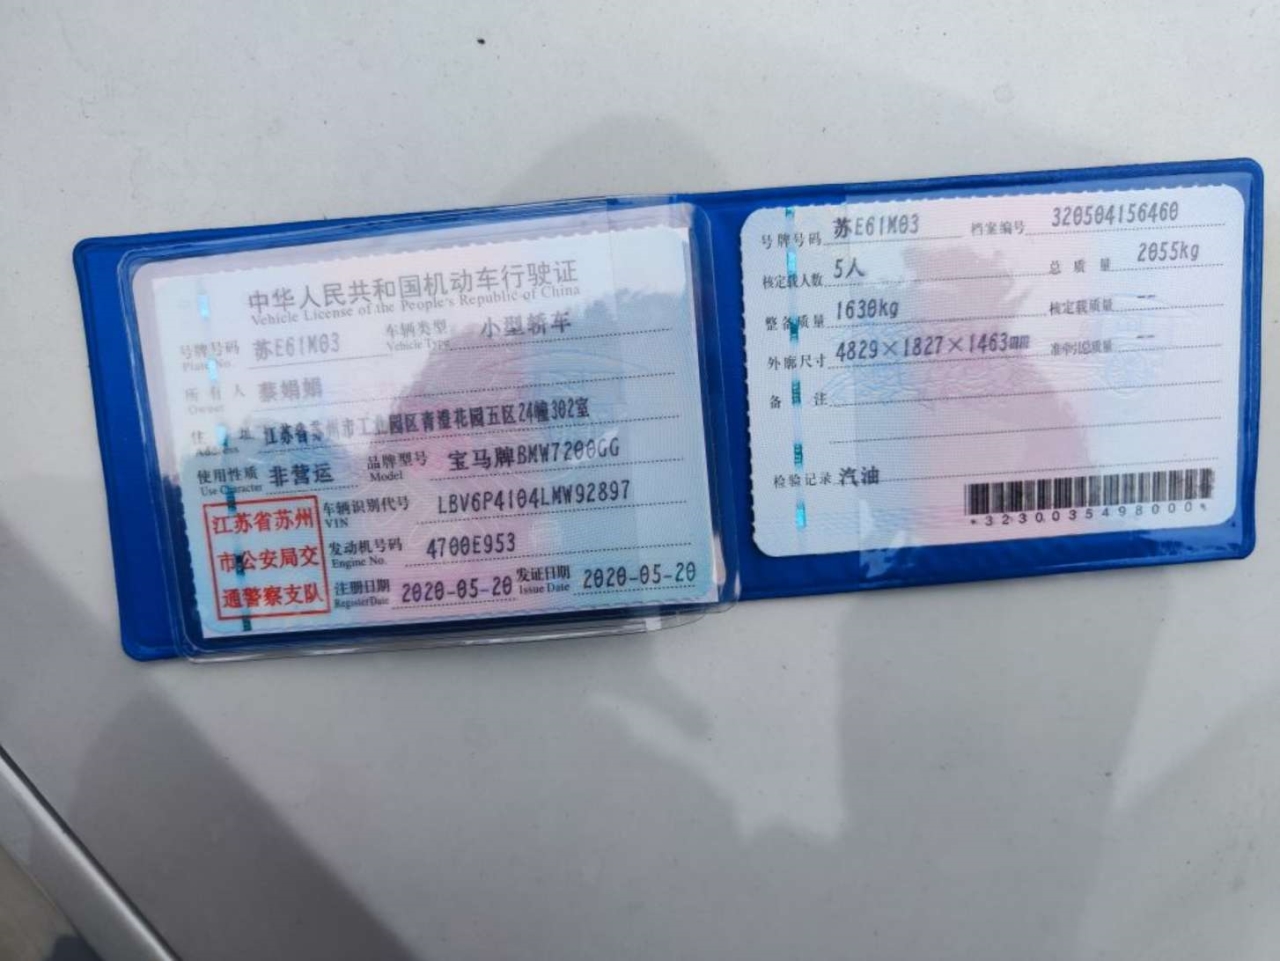 中华人民共和国机动车行驶证
Vehicle License of the People's Republic of China
号牌号码 苏E61M03 车辆类型 小型轿车
Plate No. Vehicle Type
所有人 蔡娟娟
Owner
住址 江苏省苏州市工业园区青澄花园五区24幢302室
Address
使用性质 非营运 品牌型号 宝马牌BMW7200GG
Use Character Model
江苏省苏州
市公安局交
通警察支队
车辆识别代号 LBV6P4104LMW92897
VIN
发动机号码 4700E953
Engine No.
注册日期 2020-05-20 发证日期 2020-05-20
Register Date Issue Date
号牌号码 苏E61M03 档案编号 320504156460
核定载人数 5人 总质量 2055kg
整备质量 1630kg 核定载质量 --
外廓尺寸 4829×1827×1463 准牵引总质量 --
备注
检验记录 汽油
*3230035498000*